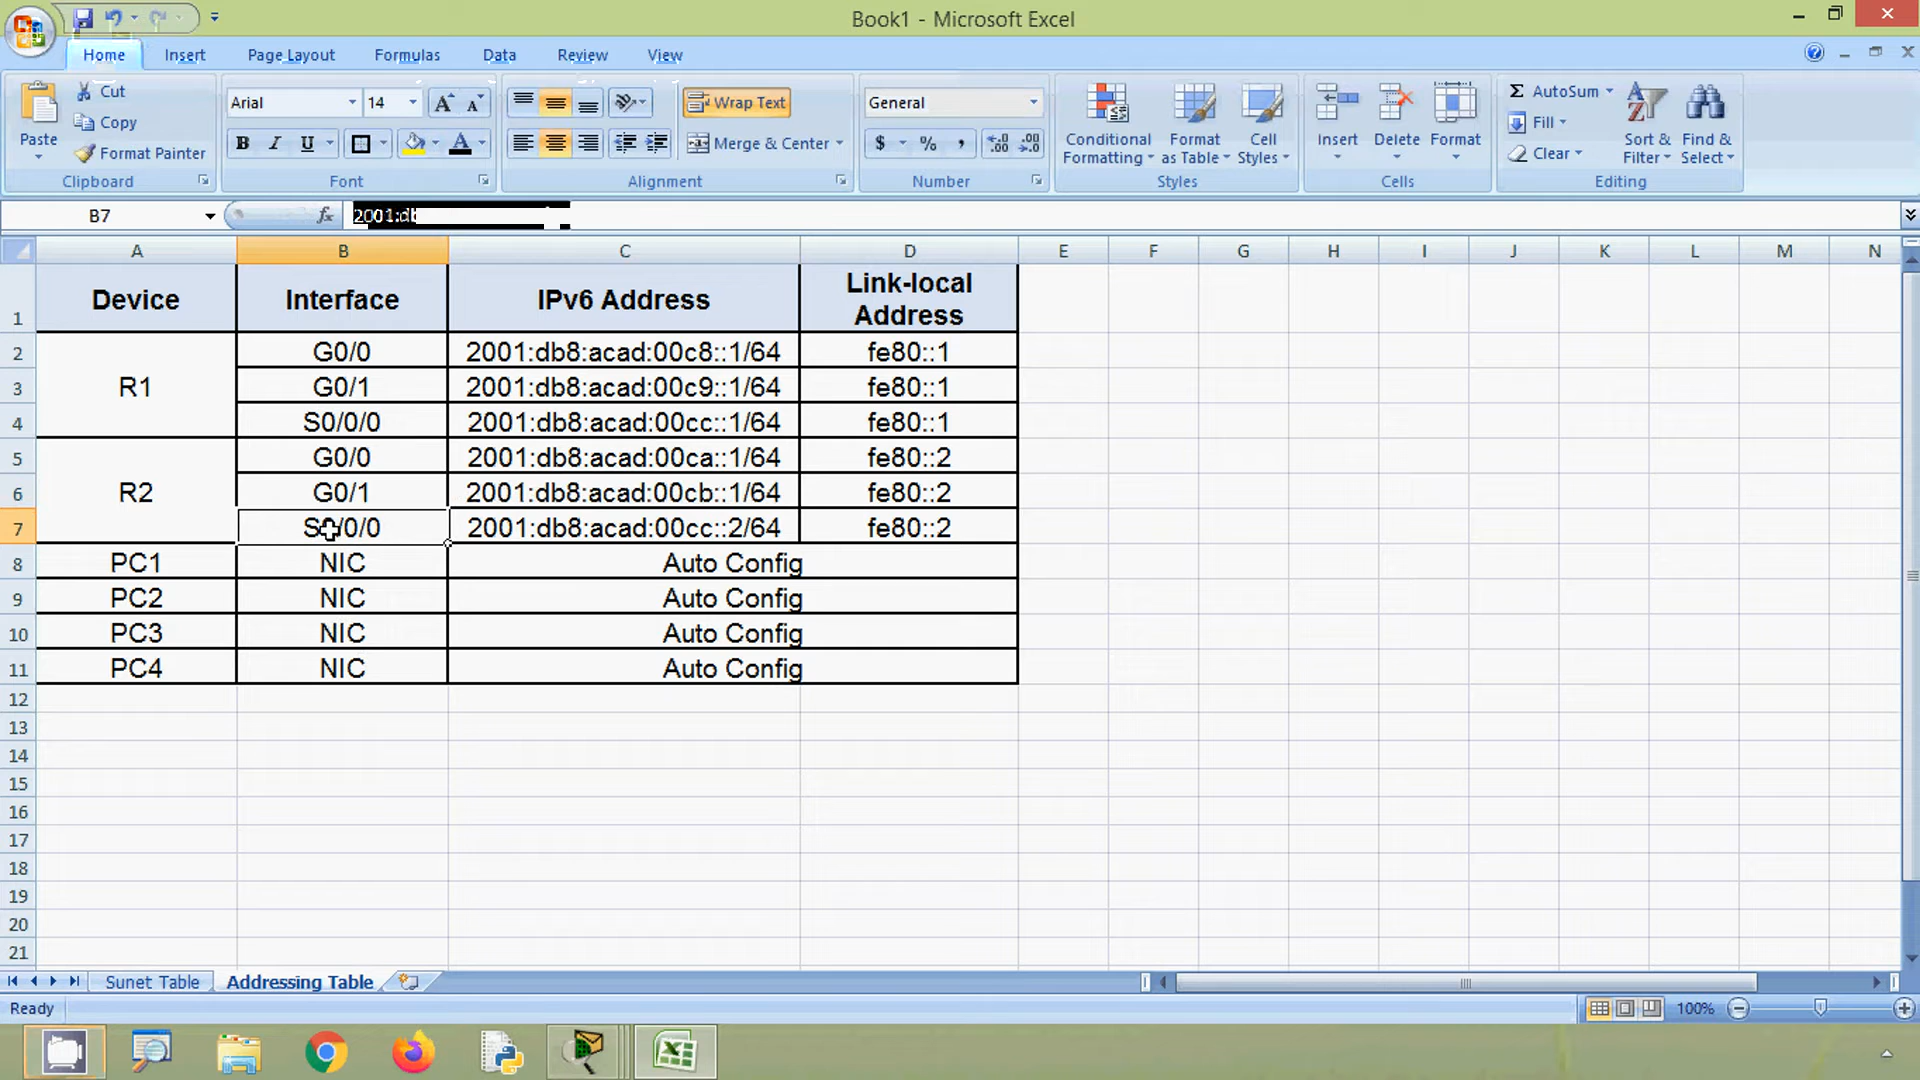 Book1 - Microsoft Excel
Home Insert Page Layout Formulas Data Review View
Paste
Cut
Copy
Format Painter
Clipboard
Arial 14
B I U
Font
Wrap Text
Merge & Center
Alignment
General
$ % ,
Number
Conditional Formatting
Format as Table
Cell Styles
Styles
Insert
Delete
Format
Cells
AutoSum
Fill
Clear
Sort & Filter
Find & Select
Editing
B7 fx 2001:db
A B C D E F G H I J K L M N
1 Device Interface IPv6 Address Link-local Address
2 G0/0 2001:db8:acad:00c8::1/64 fe80::1
3 R1 G0/1 2001:db8:acad:00c9::1/64 fe80::1
4 S0/0/0 2001:db8:acad:00cc::1/64 fe80::1
5 G0/0 2001:db8:acad:00ca::1/64 fe80::2
6 R2 G0/1 2001:db8:acad:00cb::1/64 fe80::2
7 S0/0/0 2001:db8:acad:00cc::2/64 fe80::2
8 PC1 NIC Auto Config
9 PC2 NIC Auto Config
10 PC3 NIC Auto Config
11 PC4 NIC Auto Config
12
13
14
15
16
17
18
19
20
21
Sunet Table Addressing Table
Ready 100%